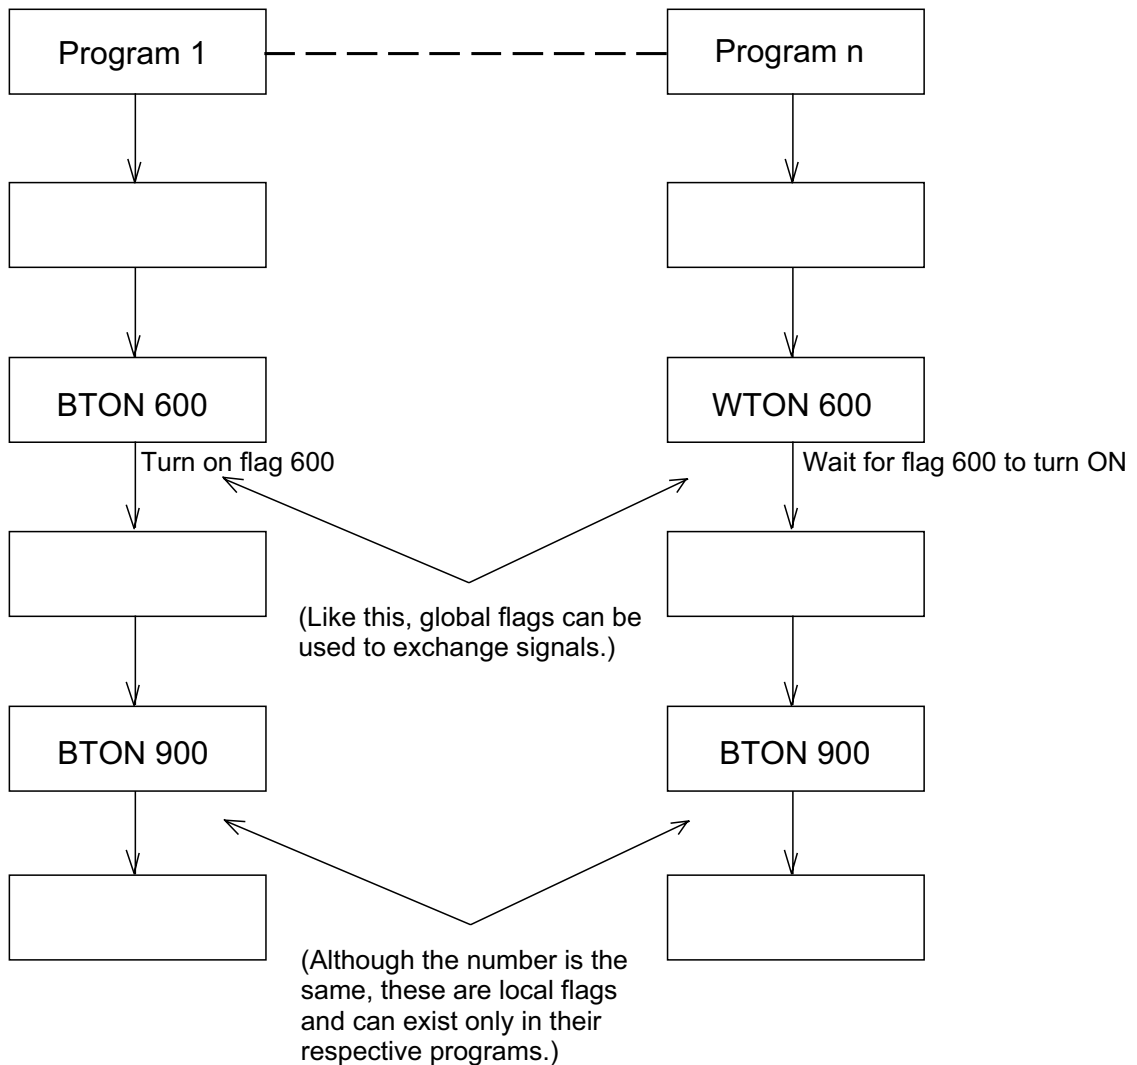 Program 1
Program n
BTON 600
WTON 600
Turn on flag 600
Wait for flag 600 to turn ON
(Like this, global flags can be
used to exchange signals.)
BTON 900
BTON 900
(Although the number is the
same, these are local flags
and can exist only in their
respective programs.)